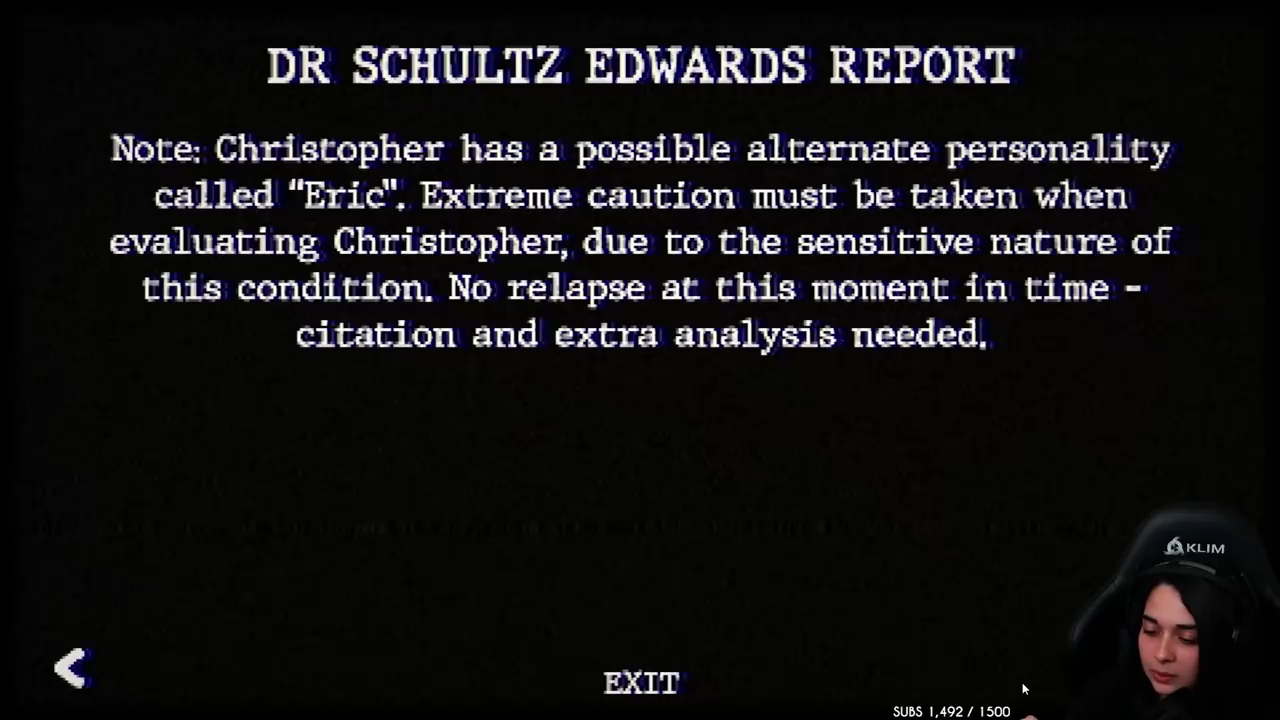 DR SCHULTZ EDWARDS REPORT
Note: Christopher has a possible alternate personality
called “Eric”. Extreme caution must be taken when
evaluating Christopher, due to the sensitive nature of
this condition. No relapse at this moment in time -
citation and extra analysis needed.
KLIM
EXIT
SUBS 1,492 / 1500